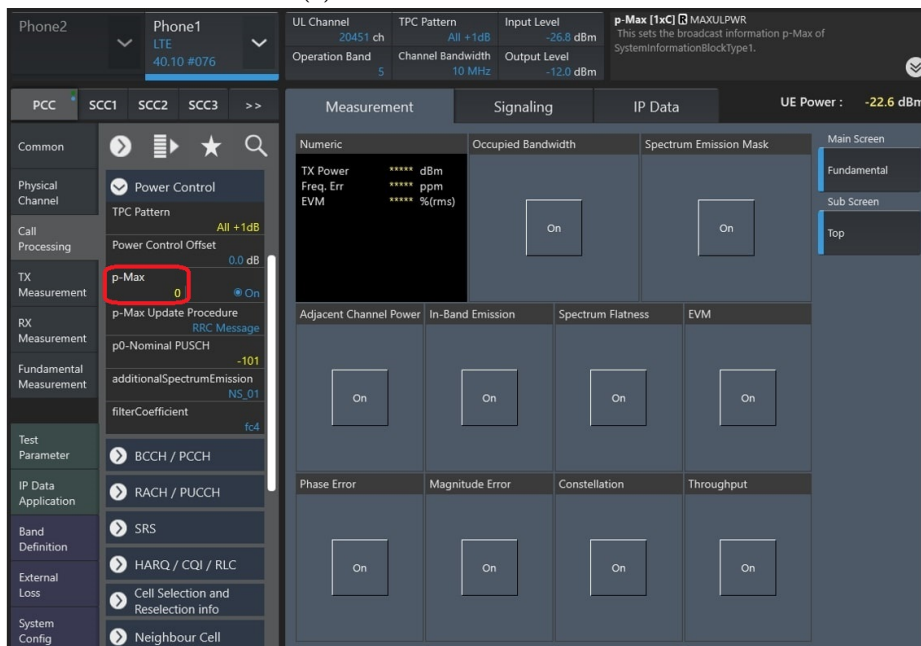 Phone2
Phone1
LTE
40.10 #076
UL Channel
20451 ch
TPC Pattern
All +1dB
Input Level
-26.8 dBm
Operation Band
5
Channel Bandwidth
10 MHz
Output Level
-12.0 dBm
p-Max [1xC] R MAXULPWR
This sets the broadcast information p-Max of
SystemInformationBlockType1.
PCC
SCC1
SCC2
SCC3
>>
Measurement
Signaling
IP Data
UE Power : -22.6 dBm
Common
Physical
Channel
Call
Processing
TX
Measurement
RX
Measurement
Fundamental
Measurement
Test
Parameter
IP Data
Application
Band
Definition
External
Loss
System
Config
Power Control
TPC Pattern
All +1dB
Power Control Offset
0.0 dB
p-Max
0 On
p-Max Update Procedure
RRC Message
p0-Nominal PUSCH
-101
additionalSpectrumEmission
NS_01
filterCoefficient
fc4
BCCH / PCCH
RACH / PUCCH
SRS
HARQ / CQI / RLC
Cell Selection and
Reselection info
Neighbour Cell
Numeric
TX Power ***** dBm
Freq. Err ***** ppm
EVM ***** %(rms)
Occupied Bandwidth
On
Spectrum Emission Mask
On
Adjacent Channel Power
On
In-Band Emission
On
Spectrum Flatness
On
EVM
On
Phase Error
On
Magnitude Error
On
Constellation
On
Throughput
On
Main Screen
Fundamental
Sub Screen
Top